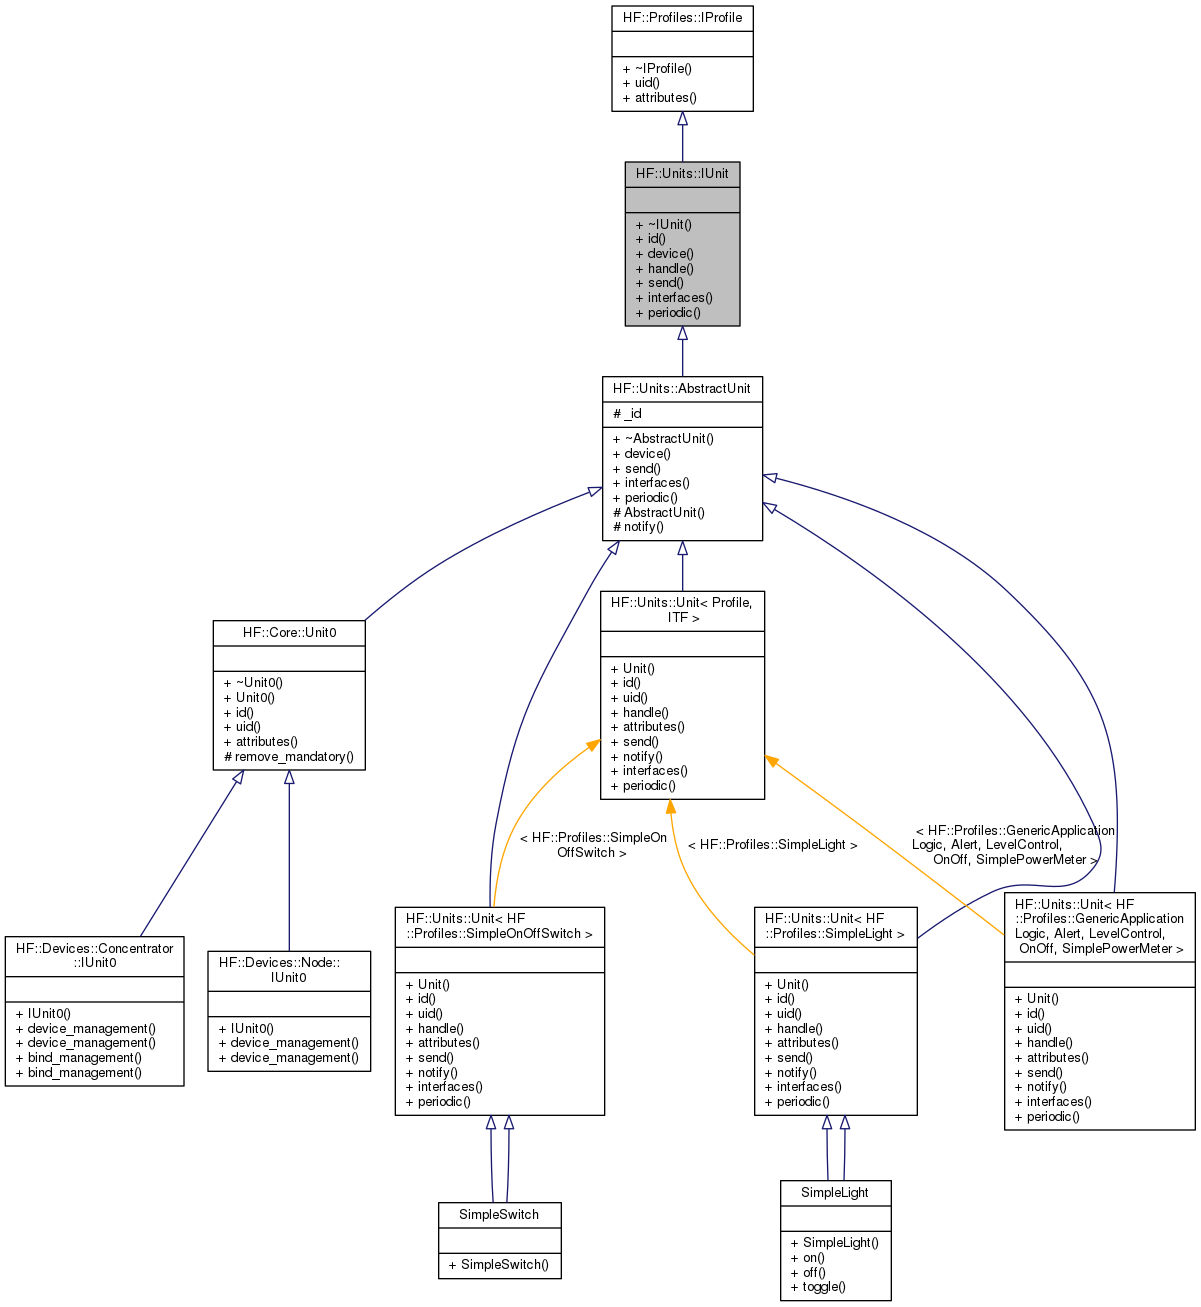 HF::Profiles::IProfile
+ ~IProfile()
+ uid()
+ attributes()
HF::Units::IUnit
+ ~IUnit()
+ id()
+ device()
+ handle()
+ send()
+ interfaces()
+ periodic()
HF::Units::AbstractUnit
# _id
+ ~AbstractUnit()
+ device()
+ send()
+ interfaces()
+ periodic()
# AbstractUnit()
# notify()
HF::Core::Unit0
+ ~Unit0()
+ Unit0()
+ id()
+ uid()
+ attributes()
# remove_mandatory()
HF::Units::Unit< Profile,
ITF >
+ Unit()
+ id()
+ uid()
+ handle()
+ attributes()
+ send()
+ notify()
+ interfaces()
+ periodic()
< HF::Profiles::SimpleOn
OffSwitch >
< HF::Profiles::SimpleLight >
< HF::Profiles::GenericApplication
Logic, Alert, LevelControl,
OnOff, SimplePowerMeter >
HF::Devices::Concentrator
::IUnit0
+ IUnit0()
+ device_management()
+ device_management()
+ bind_management()
+ bind_management()
HF::Devices::Node::
IUnit0
+ IUnit0()
+ device_management()
+ device_management()
HF::Units::Unit< HF
::Profiles::SimpleOnOffSwitch >
+ Unit()
+ id()
+ uid()
+ handle()
+ attributes()
+ send()
+ notify()
+ interfaces()
+ periodic()
HF::Units::Unit< HF
::Profiles::SimpleLight >
+ Unit()
+ id()
+ uid()
+ handle()
+ attributes()
+ send()
+ notify()
+ interfaces()
+ periodic()
HF::Units::Unit< HF
::Profiles::GenericApplication
Logic, Alert, LevelControl,
OnOff, SimplePowerMeter >
+ Unit()
+ id()
+ uid()
+ handle()
+ attributes()
+ send()
+ notify()
+ interfaces()
+ periodic()
SimpleSwitch
+ SimpleSwitch()
SimpleLight
+ SimpleLight()
+ on()
+ off()
+ toggle()